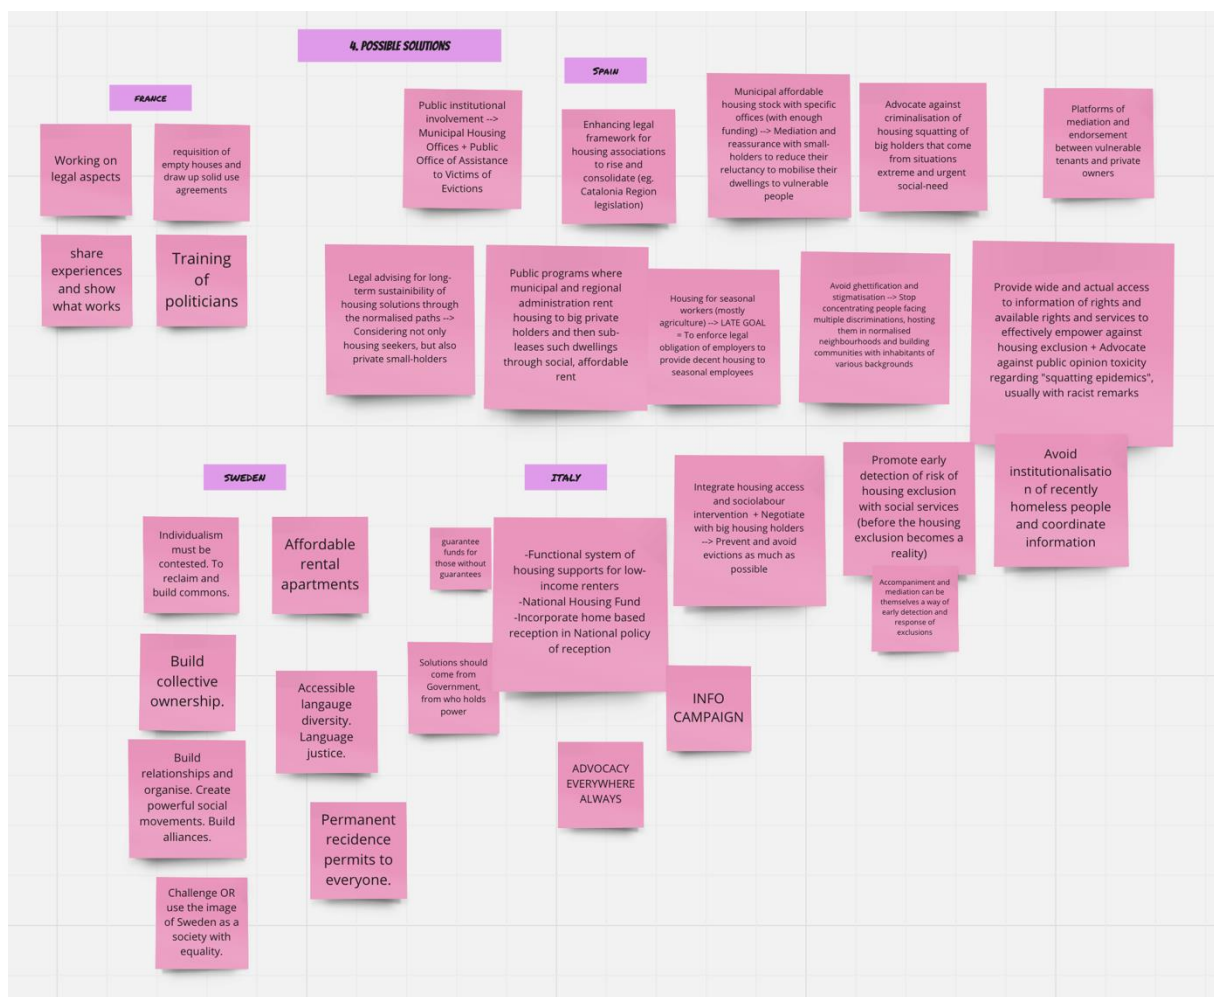 4. POSSIBLE SOLUTIONS
FRANCE
Working on
legal aspects
requisition of
empty houses and
draw up solid use
agreements
share
experiences
and show
what works
Training
of
politicians
SPAIN
Public institutional
involvement -->
Municipal Housing
Offices + Public
Office of Assistance
to Victims of
Evictions
Enhancing legal
framework for
housing associations
to rise and
consolidate (eg.
Catalonia Region
legislation)
Municipal affordable
housing stock with specific
offices (with enough
funding) --> Mediation and
reassurance with small-
holders to reduce their
reluctancy to mobilise their
dwellings to vulnerable
people
Advocate against
criminalisation of
housing squatting of
big holders that come
from situations
extreme and urgent
social-need
Platforms of
mediation and
endorsement
between vulnerable
tenants and private
owners
Legal advising for long-
term sustainbility of
housing solutions through
the normalised paths -->
Considering not only
housing seekers, but also
private small-holders
Public programs where
municipal and regional
administration rent
housing to big private
holders and then sub-
leases such dwellings
through social, affordable
rent
Housing for seasonal
workers (mostly
agriculture) --> LATE GOAL
= To enforce legal
obligation of employers to
provide decent housing to
seasonal employees
Avoid ghettification and
stigmatisation --> Stop
concentrating people facing
multiple discriminations, hosting
them in normalised
neighbourhoods and building
communities with inhabitants of
various backgrounds
Provide wide and actual access
to information of rights and
available rights and services to
effectively empower against
housing exclusion + Advocate
against public opinion toxicity
regarding "squatting epidemics",
usually with racist remarks
Integrate housing access
and sociolabour
intervention + Negotiate
with big housing holders
--> Prevent and avoid
evictions as much as
possible
Promote early
detection of risk of
housing exclusion
with social services
(before the housing
exclusion becomes a
reality)
Avoid
institutionalisatio
n of recently
homeless people
and coordinate
information
Accompaniment and
mediation can be
themselves a way of
early detection and
response of
exclusions
SWEDEN
Individualism
must be
contested. To
reclaim and
build commons.
Affordable
rental
apartments
Build
collective
ownership.
Accessible
langauge
diversity.
Language
justice.
Build
relationships and
organise. Create
powerful social
movements. Build
alliances.
Permanent
recidence
permits to
everyone.
Challenge OR
use the image
of Sweden as a
society with
equality.
ITALY
guarantee
funds for
those without
guarantees
-Functional system of
housing supports for low-
income renters
-National Housing Fund
-Incorporate home based
reception in National policy
of reception
Solutions should
come from
Government,
from who holds
power
INFO
CAMPAIGN
ADVOCACY
EVERYWHERE
ALWAYS